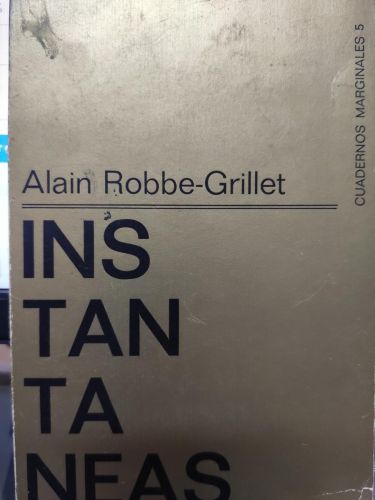 CUADERNOS MARGINALES 5
Alain Robbe-Grillet
INS
TAN
TA
NEAS